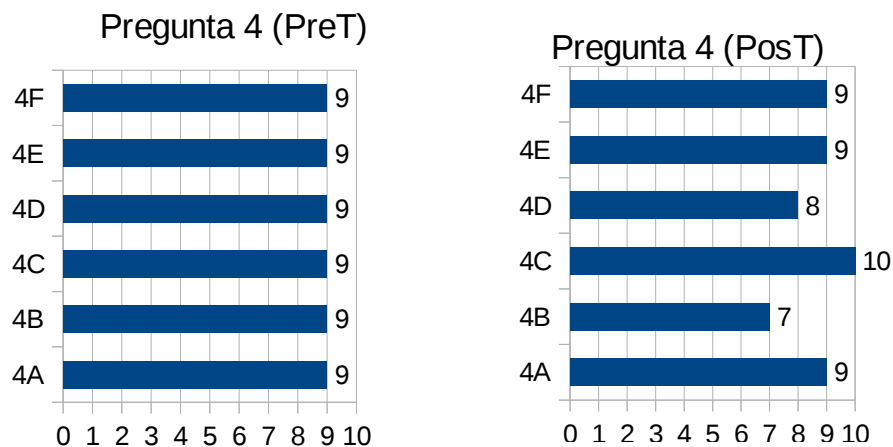 Pregunta 4 (PreT)
4F 9
4E 9
4D 9
4C 9
4B 9
4A 9
0 1 2 3 4 5 6 7 8 9 10
Pregunta 4 (PosT)
4F 9
4E 9
4D 8
4C 10
4B 7
4A 9
0 1 2 3 4 5 6 7 8 9 10